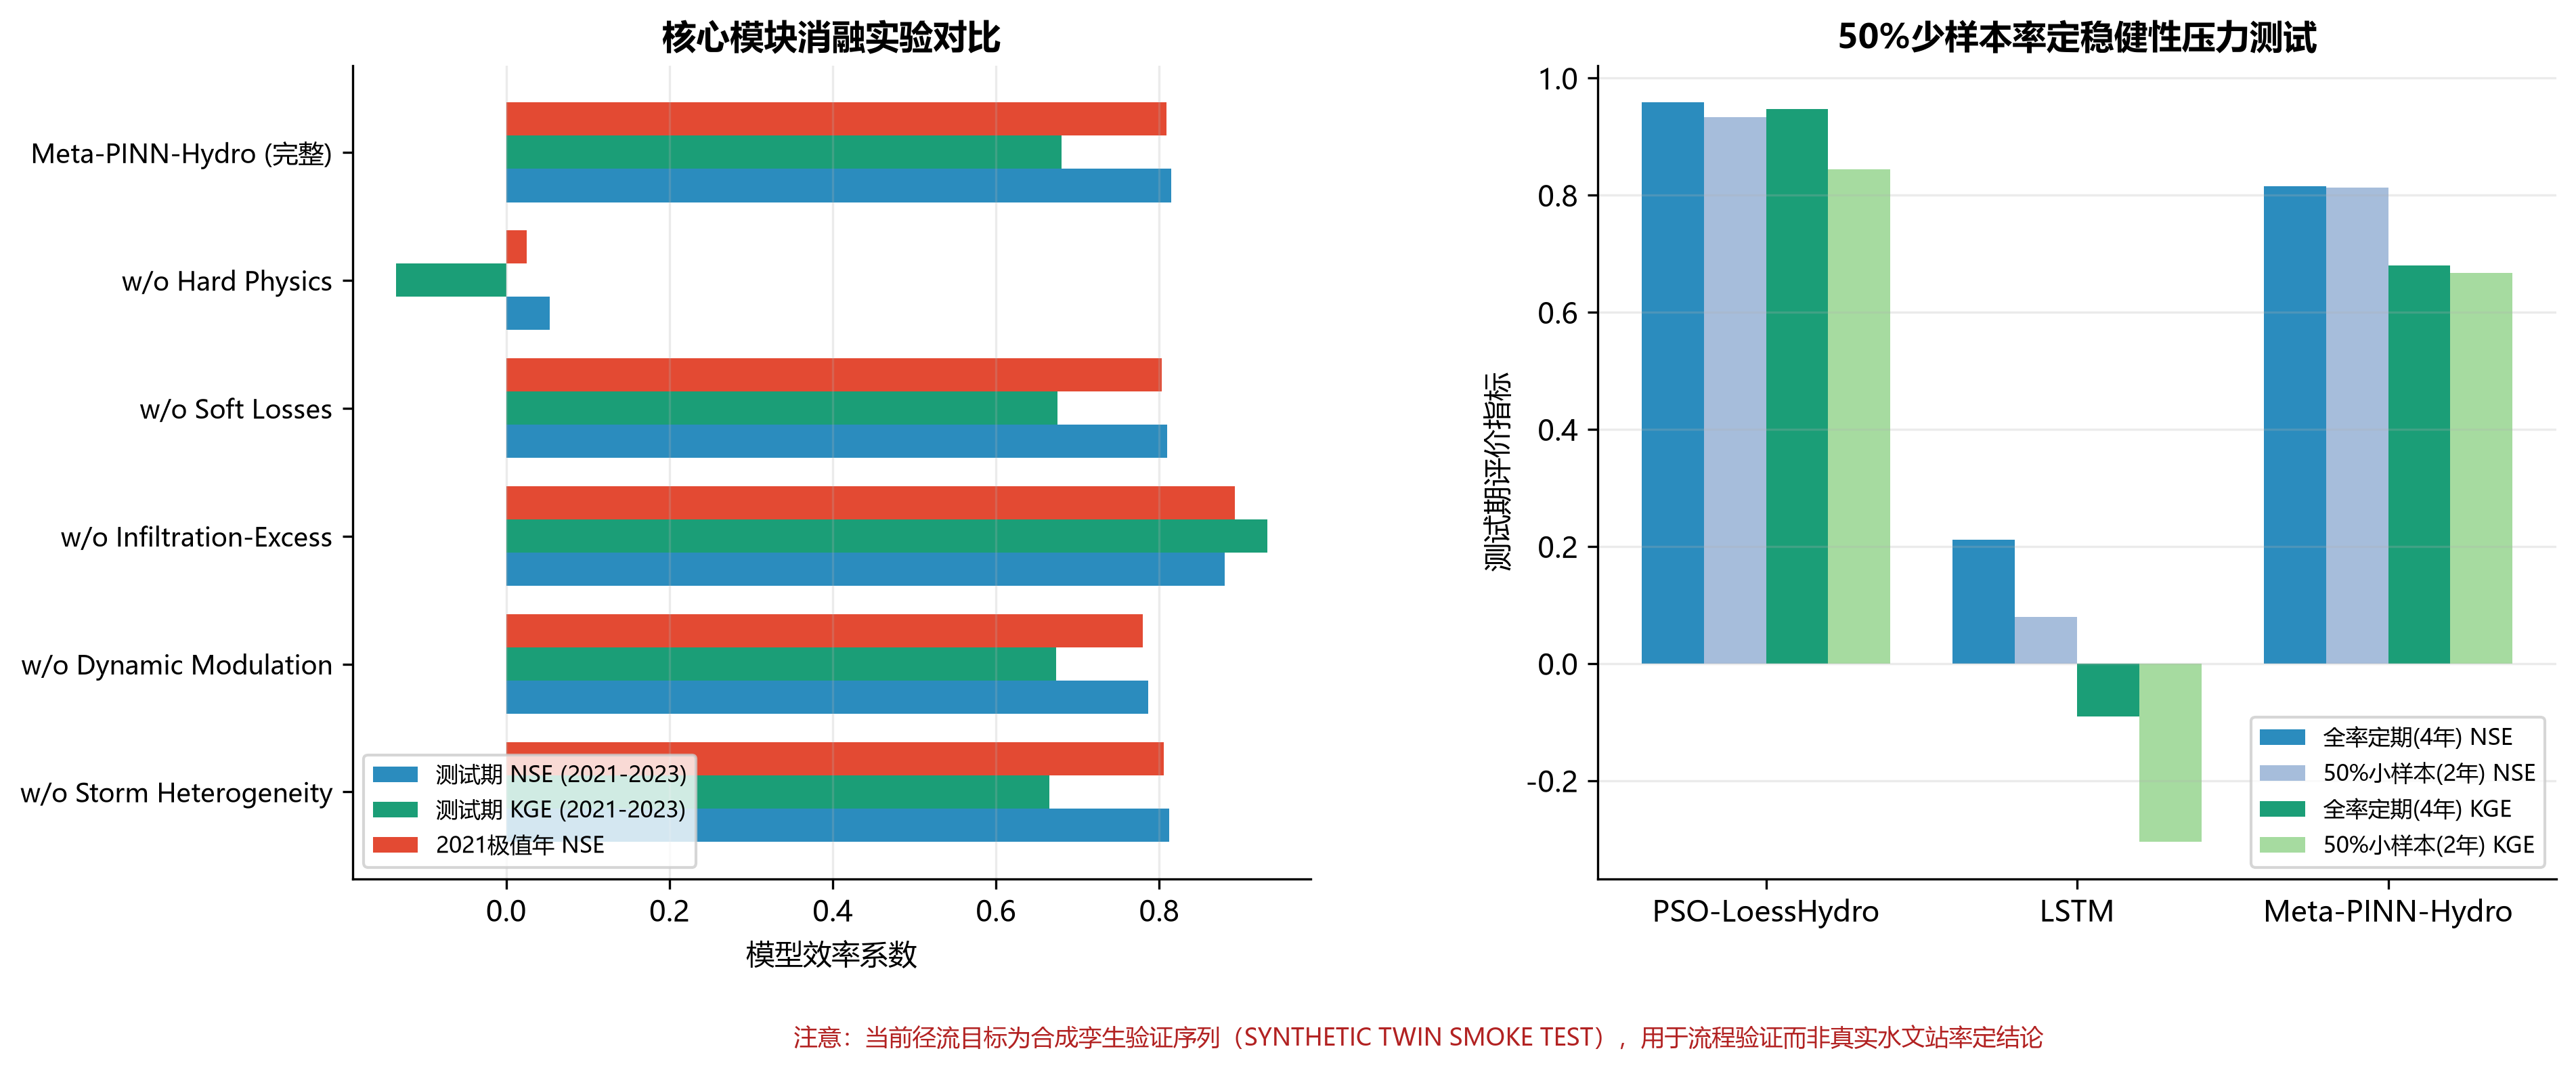 核心模块消融实验对比
Meta-PINN-Hydro (完整)
w/o Hard Physics
w/o Soft Losses
w/o Infiltration-Excess
w/o Dynamic Modulation
w/o Storm Heterogeneity
测试期 NSE (2021-2023)
测试期 KGE (2021-2023)
2021极值年 NSE
0.0 0.2 0.4 0.6 0.8
模型效率系数
50%少样本率定稳健性压力测试
测试期评价指标
1.0
0.8
0.6
0.4
0.2
0.0
-0.2
全率定期(4年) NSE
50%小样本(2年) NSE
全率定期(4年) KGE
50%小样本(2年) KGE
PSO-LoessHydro LSTM Meta-PINN-Hydro
注意：当前径流目标为合成孪生验证序列（SYNTHETIC TWIN SMOKE TEST），用于流程验证而非真实水文站率定结论